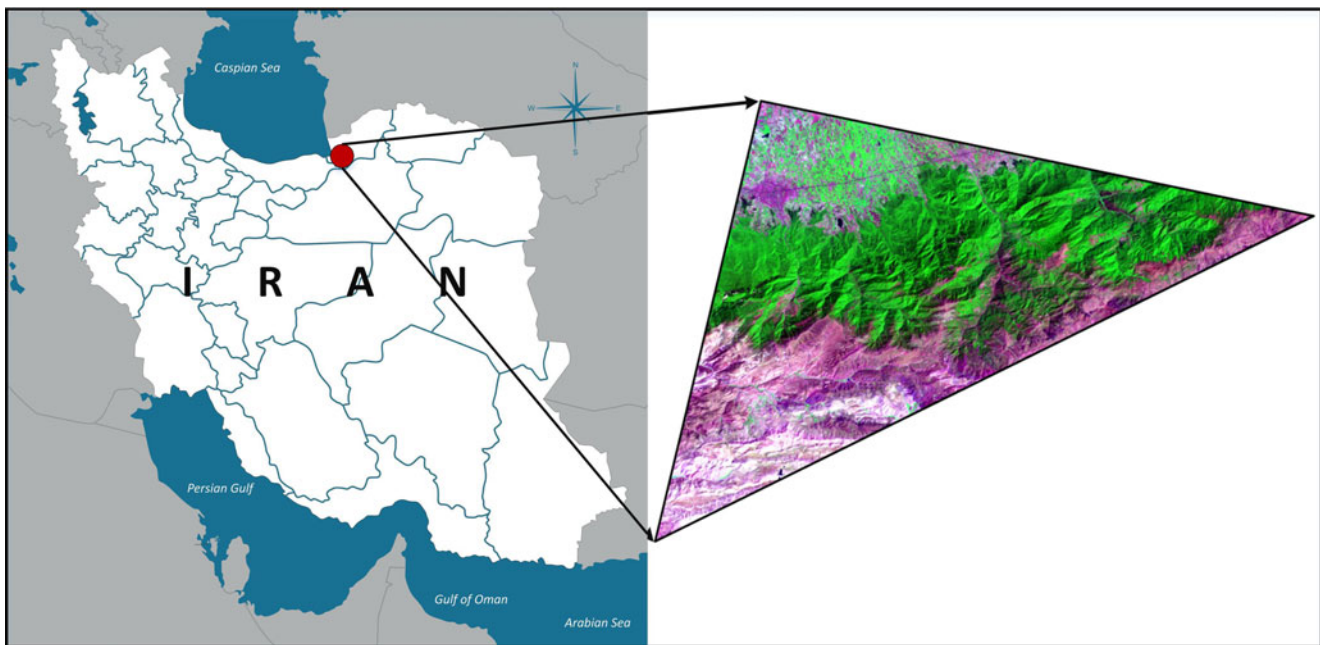 Caspian Sea
N
W E
S
I R A N
Persian Gulf
Gulf of Oman
Arabian Sea